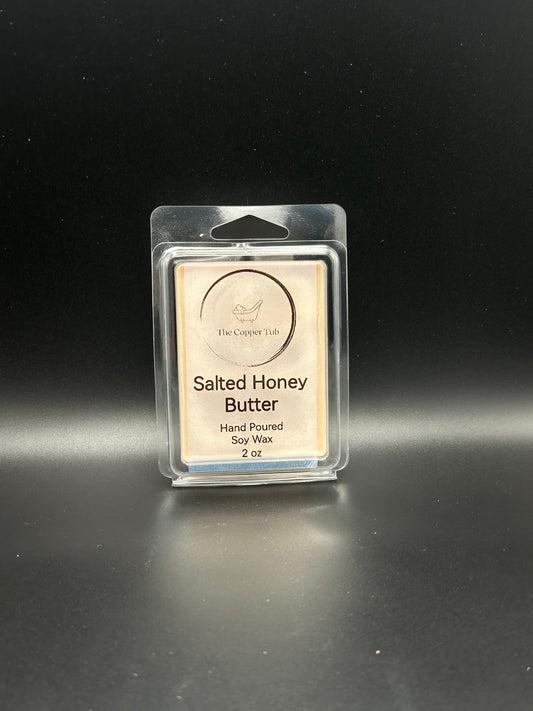 The Copper Tub
Salted Honey
Butter
Hand Poured
Soy Wax
2 oz